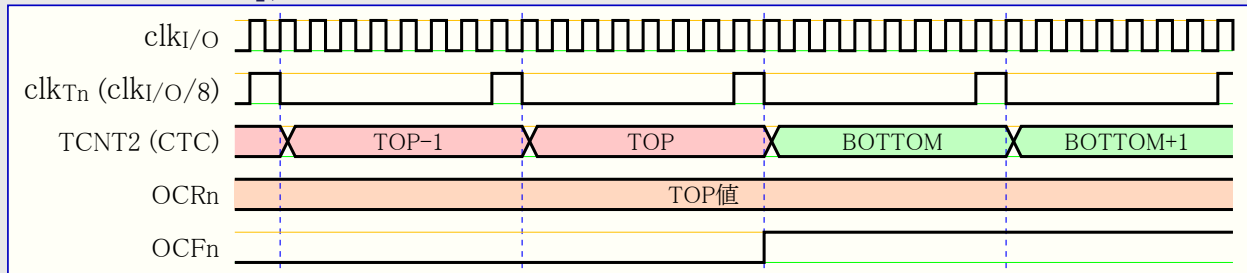 clkI/O
clkTn (clkI/O/8)
TCNT2 (CTC) TOP-1 TOP BOTTOM BOTTOM+1
OCRn TOP値
OCFn